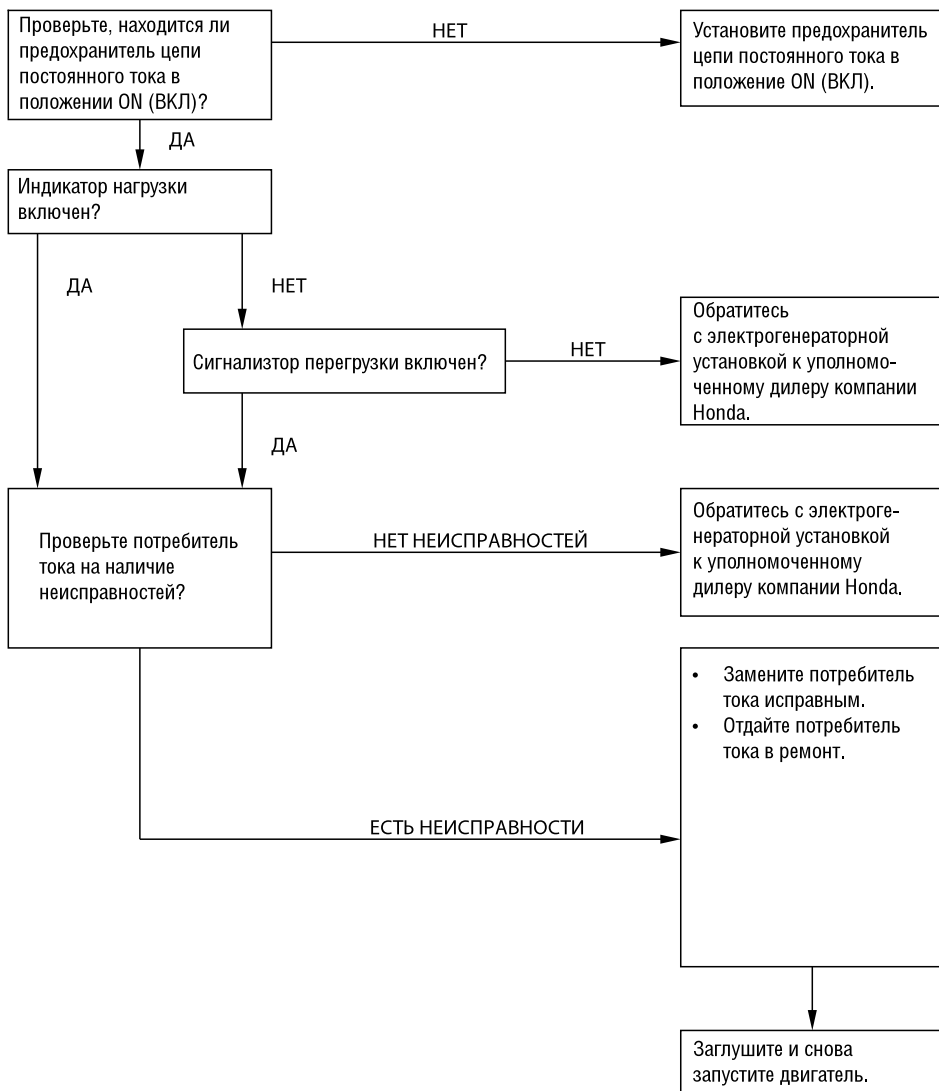 Проверьте, находится ли
предохранитель цепи
постоянного тока в
положении ON (ВКЛ)?
НЕТ
Установите предохранитель
цепи постоянного тока в
положение ON (ВКЛ).
ДА
Индикатор нагрузки
включен?
ДА
НЕТ
Сигнализтор перегрузки включен?
НЕТ
Обратитесь
с электрогенераторной
установкой к уполномо-
ченному дилеру компании
Honda.
ДА
Проверьте потребитель
тока на наличие
неисправностей?
НЕТ НЕИСПРАВНОСТЕЙ
Обратитесь с электроге-
нераторной установкой
к уполномоченному
дилеру компании Honda.
• Замените потребитель
тока исправным.
• Отдайте потребитель
тока в ремонт.
ЕСТЬ НЕИСПРАВНОСТИ
Заглушите и снова
запустите двигатель.